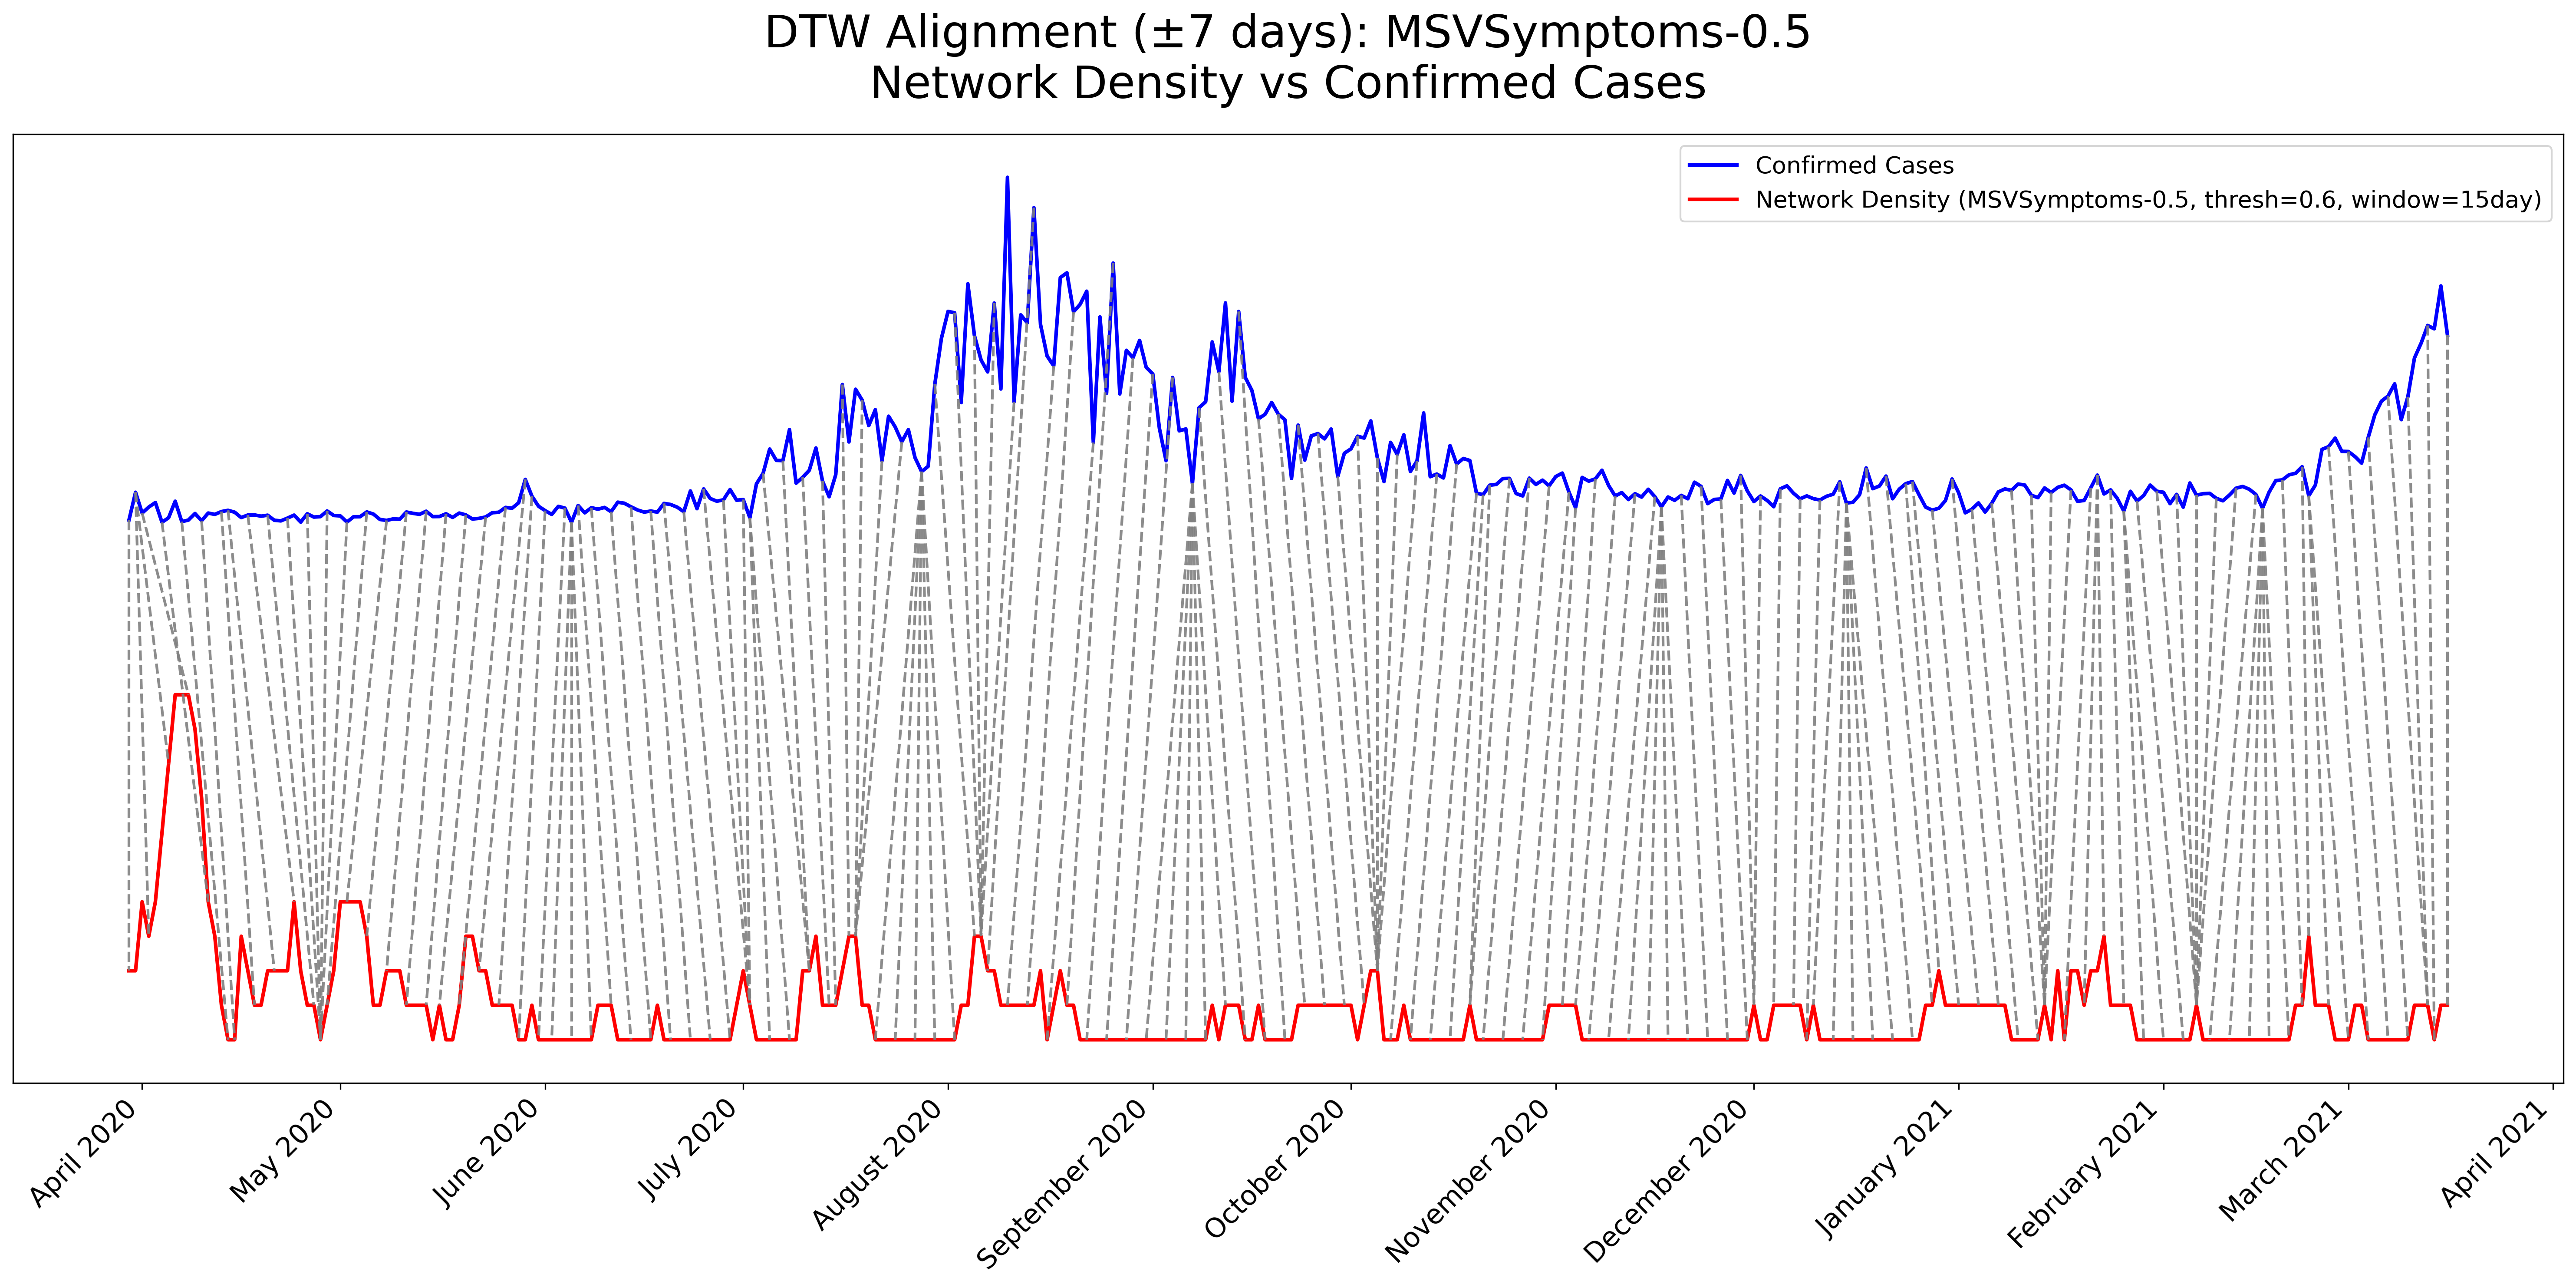 DTW Alignment (±7 days): MSVSymptoms-0.5
Network Density vs Confirmed Cases
Confirmed Cases
Network Density (MSVSymptoms-0.5, thresh=0.6, window=15day)
April 2020
May 2020
June 2020
July 2020
August 2020
September 2020
October 2020
November 2020
December 2020
January 2021
February 2021
March 2021
April 2021